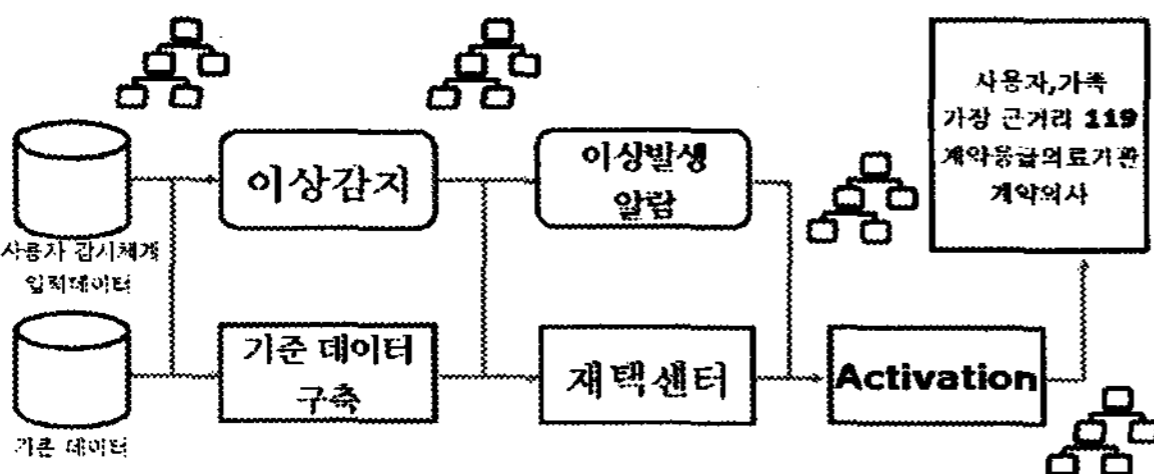 사용자,가족
가장 근거리 119
계약응급의료기관
계약의사
이상감지
이상발생
알람
사용자 감시체계
입력데이터
기준 데이터
구축
재택센터
Activation
기존 데이터